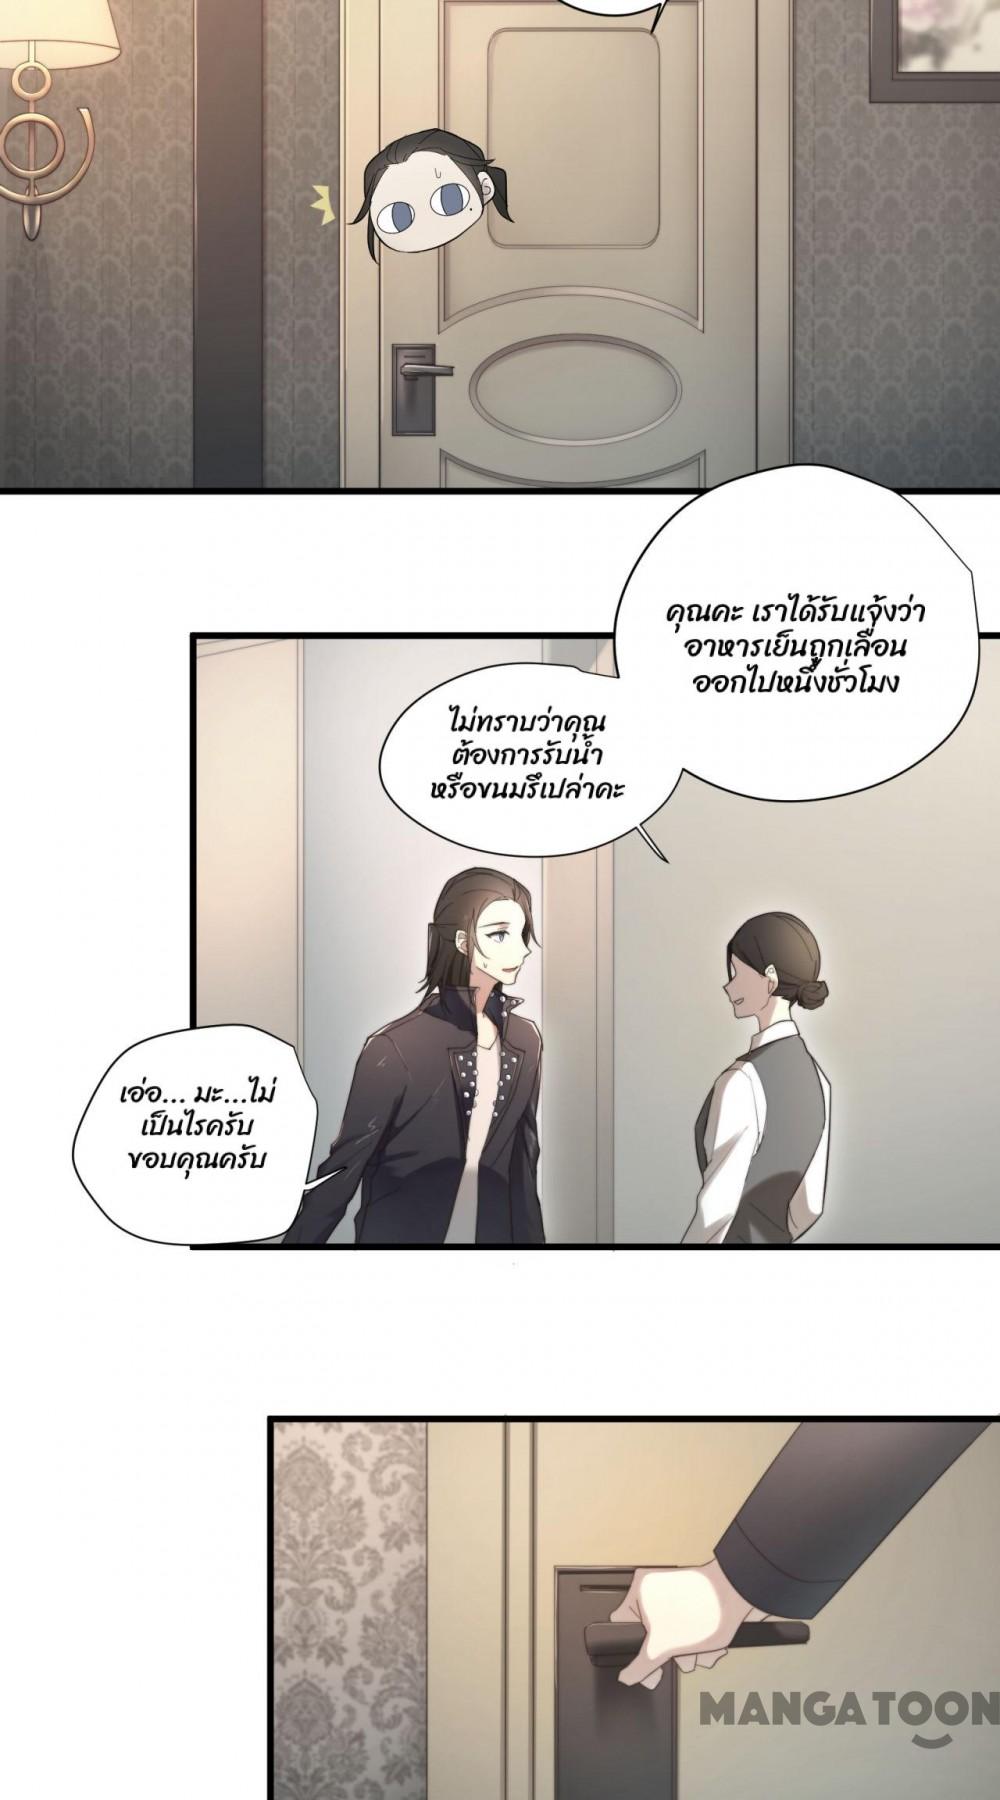 คุณคะ เราได้รับแจ้งว่า
อาหารเย็นถูกเลื่อน
ออกไปหนึ่งชั่วโมง
ไม่ทราบว่าคุณ
ต้องการรับน้ำ
หรือขนมรึเปล่าคะ
เอ่อ... มะ...ไม่
เป็นไรครับ
ขอบคุณครับ
MANGATOON